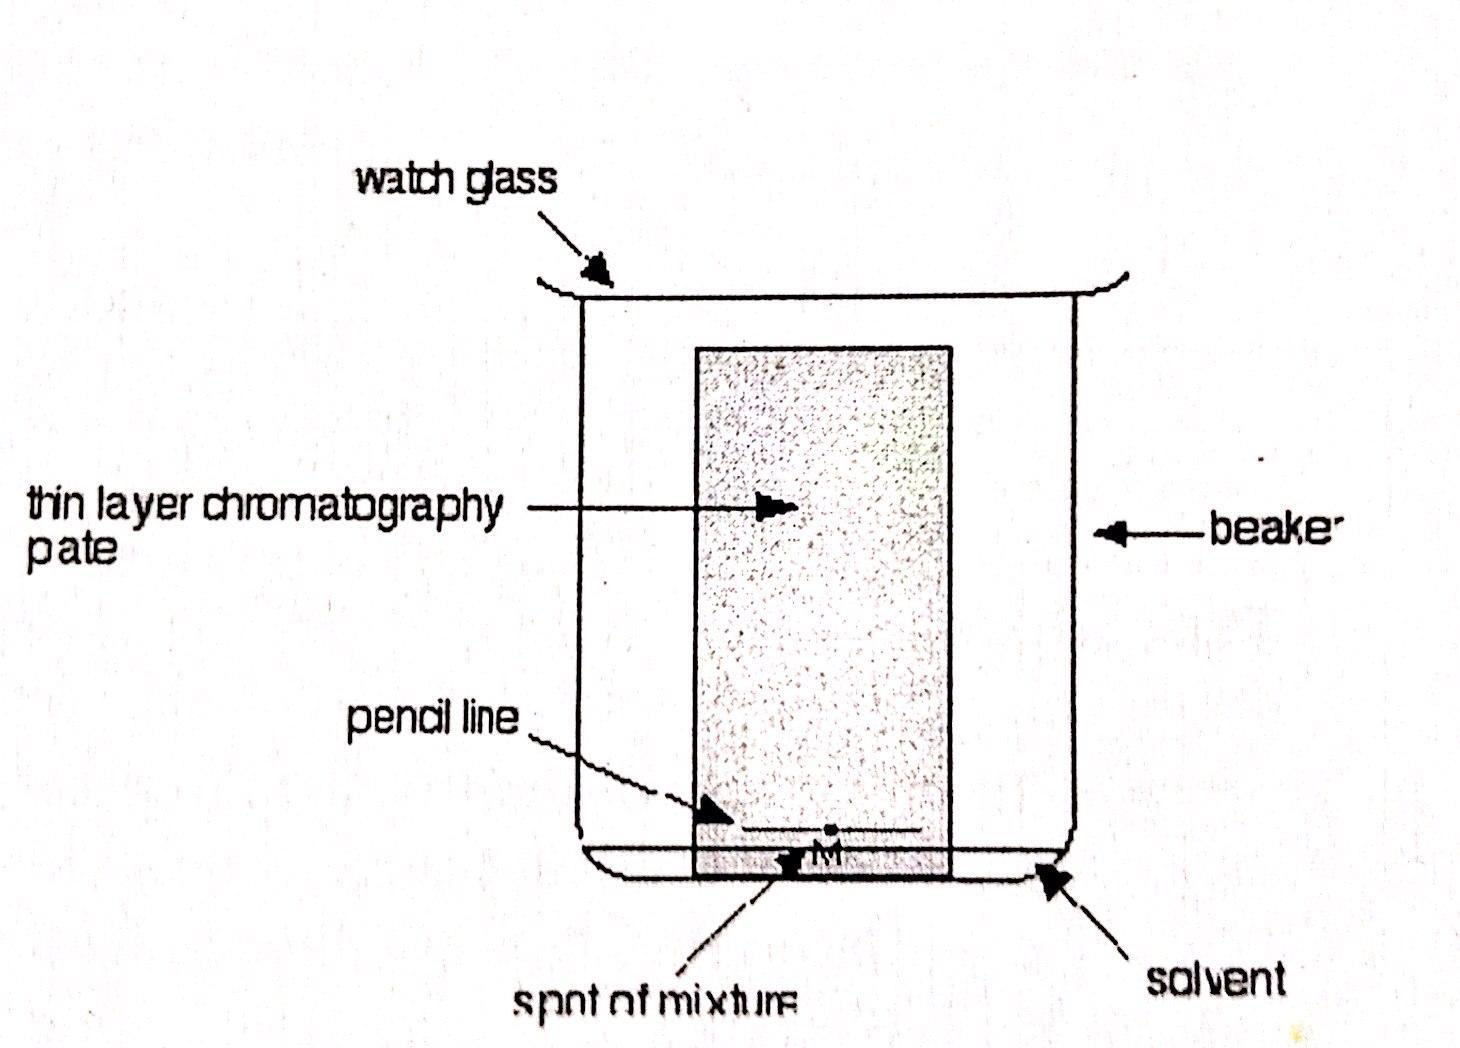 watch glass
thin layer chromatography
pate
beaker
pencil line
M
spot of mixture
solvent